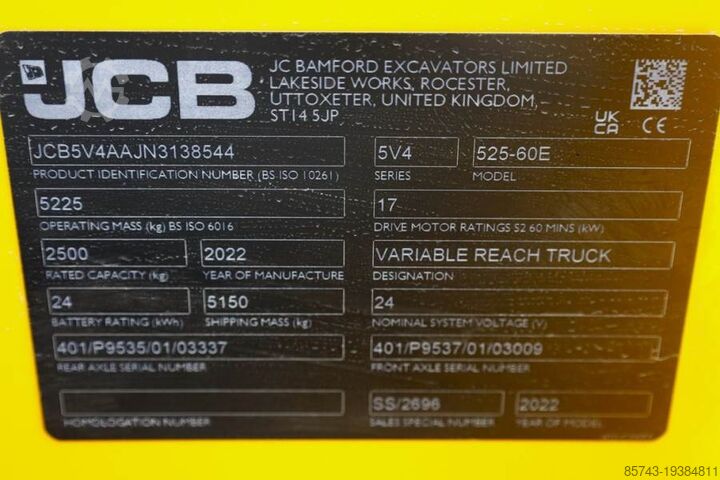 JCB
JC BAMFORD EXCAVATORS LIMITED
LAKESIDE WORKS, ROCESTER,
UTTOXETER, UNITED KINGDOM,
ST14 5JP
UK
CA CE
JCB5V4AAJN3138544 5V4 525-60E
PRODUCT IDENTIFICATION NUMBER (BS ISO 10261) SERIES MODEL
5225 17
OPERATING MASS (kg) BS ISO 6016 DRIVE MOTOR RATINGS S2 60 MINS (kW)
2500 2022 VARIABLE REACH TRUCK
RATED CAPACITY (kg) YEAR OF MANUFACTURE DESIGNATION
24 5150 24
BATTERY RATING (kWh) SHIPPING MASS (kg) NOMINAL SYSTEM VOLTAGE (V)
401/P9535/01/03337 401/P9537/01/03009
REAR AXLE SERIAL NUMBER FRONT AXLE SERIAL NUMBER
SS/2696 2022
HOMOLOGATION NUMBER SALES SPECIAL NUMBER YEAR OF MODEL
85743-19384811